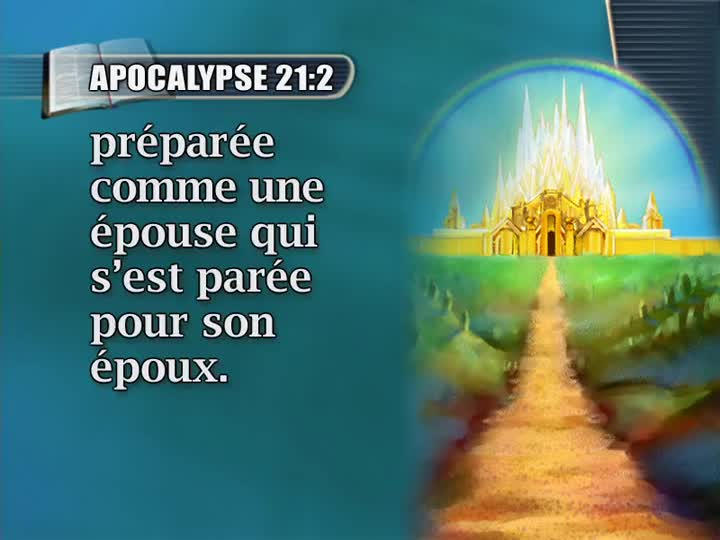 APOCALYPSE 21:2
préparée
comme une
épouse qui
s’est parée
pour son
époux.